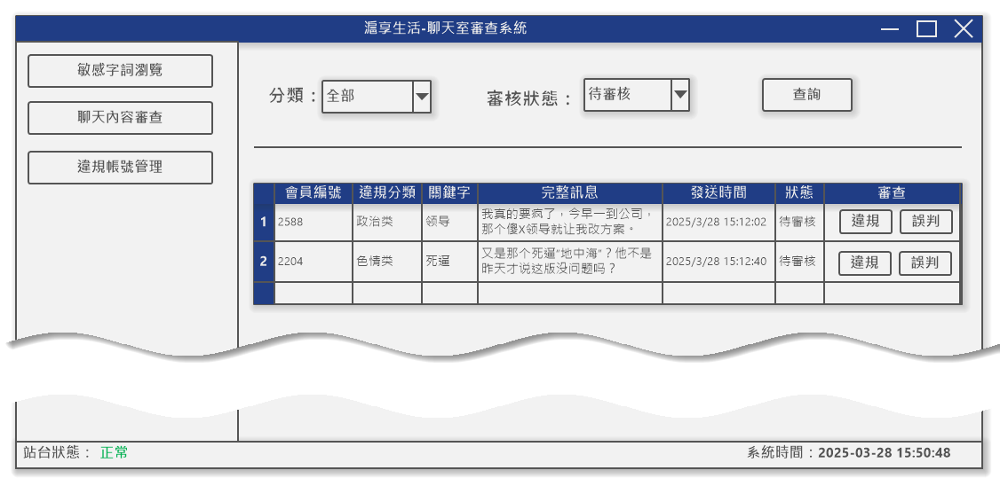 滬享生活-聊天室審查系統
敏感字詞瀏覽
聊天內容審查
違規帳號管理
分類：全部
審核狀態：待審核
查詢
會員編號 違規分類 關鍵字 完整訊息 發送時間 狀態 審查
1 2588 政治类 领导 我真的要疯了，今早一到公司，
那个傻X领导就让我改方案。 2025/3/28 15:12:02 待審核 違規 誤判
2 2204 色情类 死逼 又是那个死逼"地中海"？他不是
昨天才说这版没问题吗？ 2025/3/28 15:12:40 待審核 違規 誤判
站台狀態： 正常
系統時間：2025-03-28 15:50:48